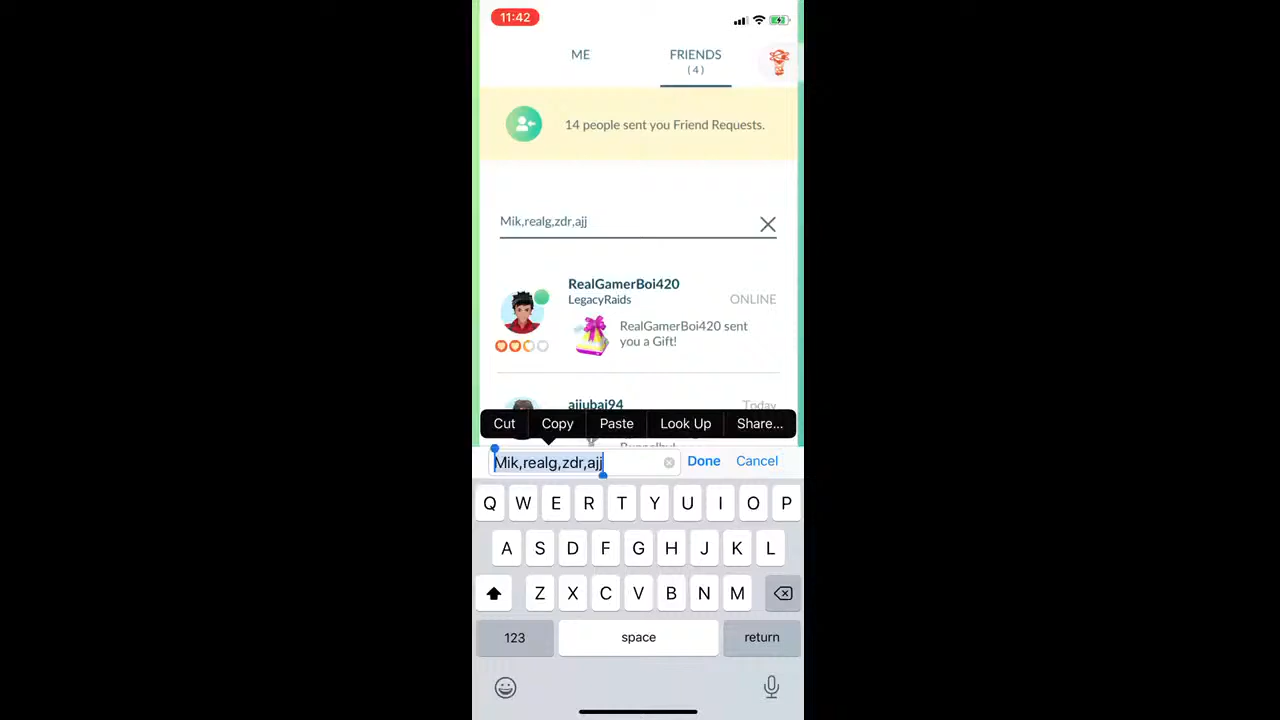 11:42
ME
FRIENDS
(4)
14 people sent you Friend Requests.
Mik,realg,zdr,ajj
RealGamerBoi420
LegacyRaids
ONLINE
RealGamerBoi420 sent
you a Gift!
ajjubai94
Today
Cut
Copy
Paste
Look Up
Share...
Mik,realg,zdr,ajj
Done
Cancel
Q W E R T Y U I O P
A S D F G H J K L
Z X C V B N M
123
space
return